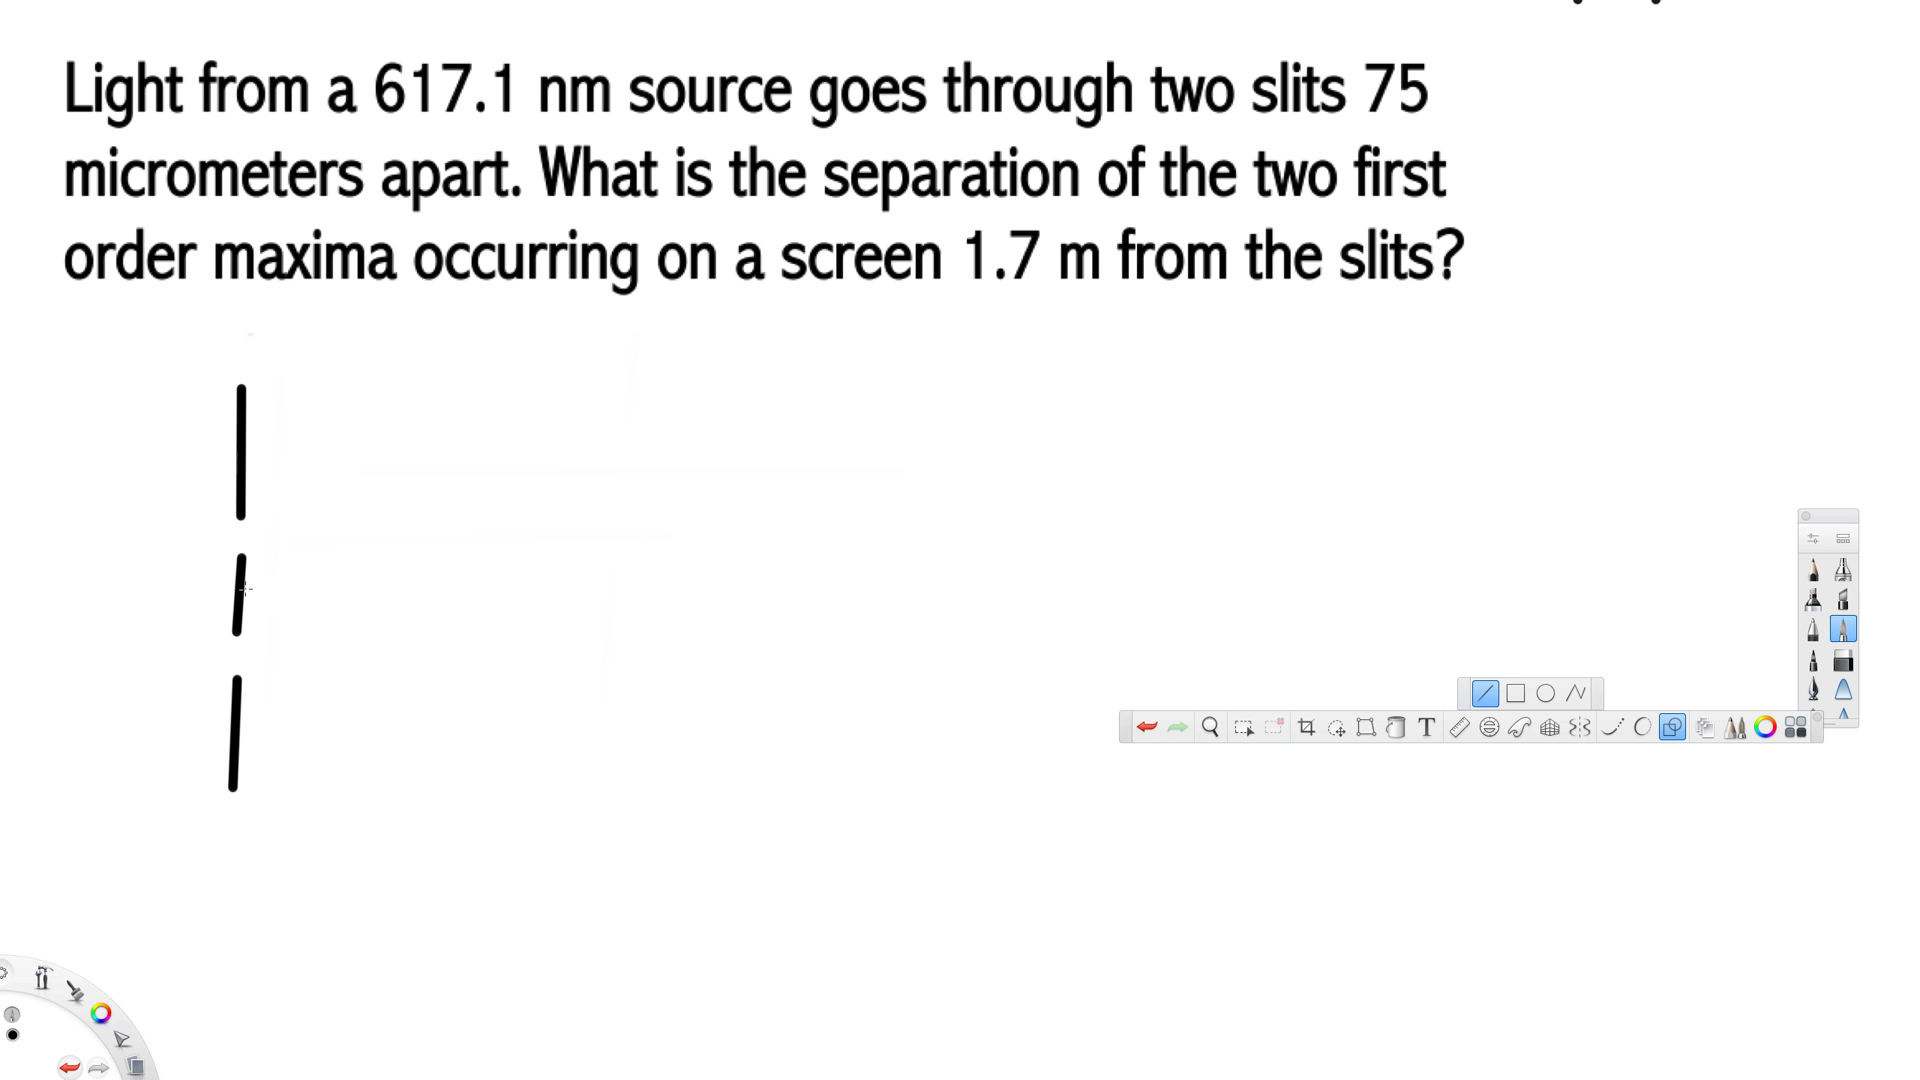 Light from a 617.1 nm source goes through two slits 75
micrometers apart. What is the separation of the two first
order maxima occurring on a screen 1.7 m from the slits?
T